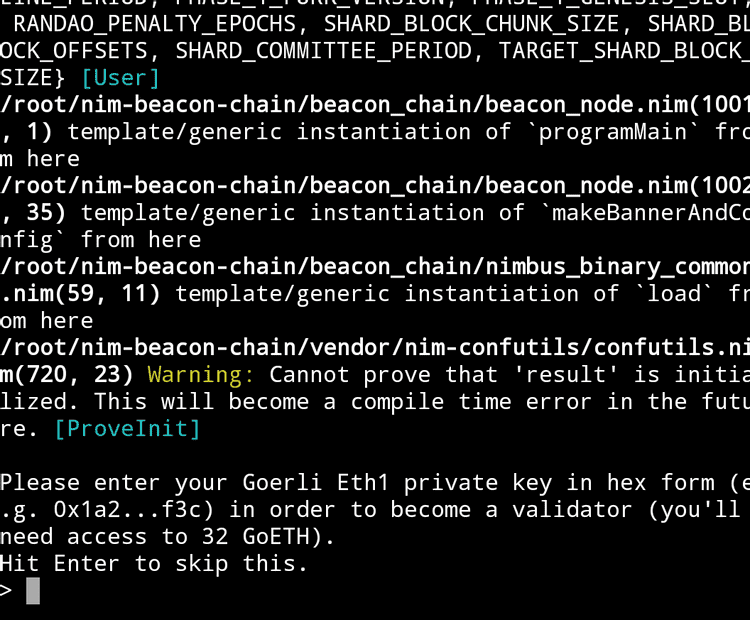 RANDAO_PENALTY_EPOCHS, SHARD_BLOCK_CHUNK_SIZE, SHARD_BL
OCK_OFFSETS, SHARD_COMMITTEE_PERIOD, TARGET_SHARD_BLOCK_
SIZE} [User]
/root/nim-beacon-chain/beacon_chain/beacon_node.nim(1001
, 1) template/generic instantiation of `programMain` fro
m here
/root/nim-beacon-chain/beacon_chain/beacon_node.nim(1002
, 35) template/generic instantiation of `makeBannerAndCo
nfig` from here
/root/nim-beacon-chain/beacon_chain/nimbus_binary_common
.nim(59, 11) template/generic instantiation of `load` fr
om here
/root/nim-beacon-chain/vendor/nim-confutils/confutils.ni
m(720, 23) Warning: Cannot prove that 'result' is initia
lized. This will become a compile time error in the futu
re. [ProveInit]
Please enter your Goerli Eth1 private key in hex form (e
.g. 0x1a2...f3c) in order to become a validator (you'll
need access to 32 GoETH).
Hit Enter to skip this.
>